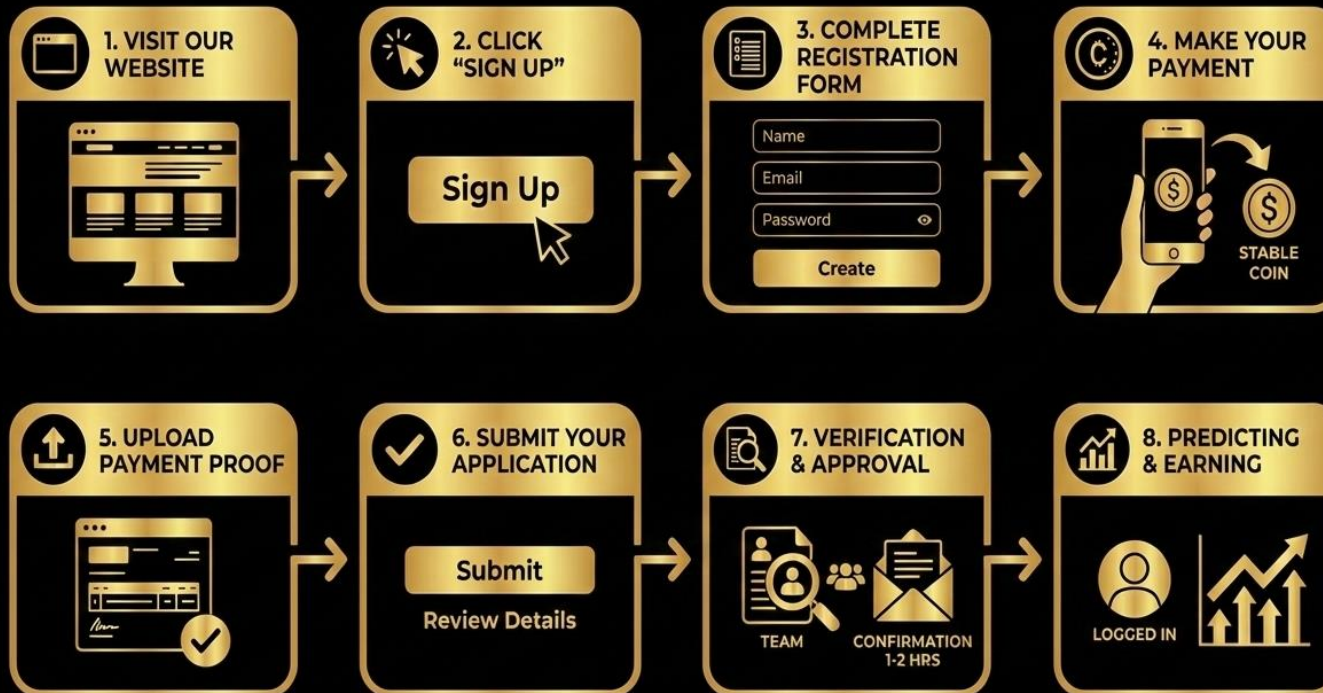 1. VISIT OUR
WEBSITE
2. CLICK
“SIGN UP”
3. COMPLETE
REGISTRATION
FORM
4. MAKE YOUR
PAYMENT
Sign Up
Name
Email
Password
Create
$
$
STABLE
COIN
5. UPLOAD
PAYMENT PROOF
6. SUBMIT YOUR
APPLICATION
7. VERIFICATION
& APPROVAL
8. PREDICTING
& EARNING
Submit
Review Details
TEAM
CONFIRMATION
1-2 HRS
LOGGED IN